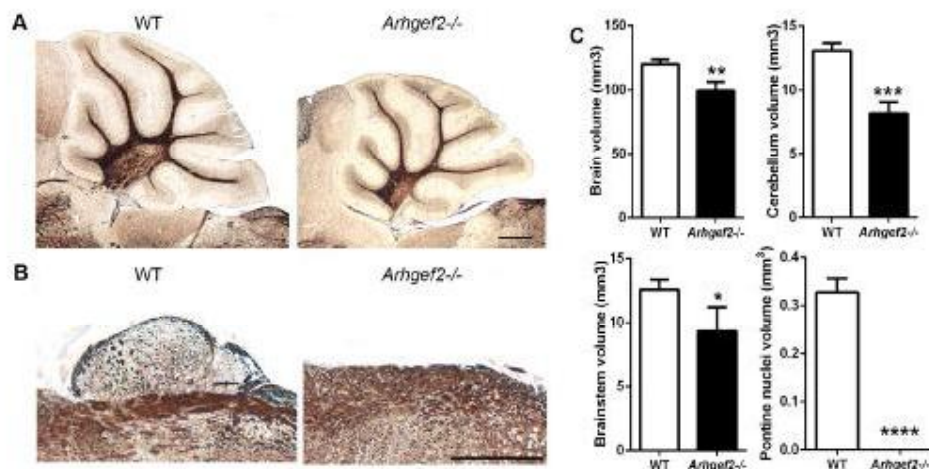 A
WT
Arhgef2-/-
B
WT
Arhgef2-/-
C
Brain volume (mm3)
150
100
50
0
**
WT
Arhgef2-/-
Cerebellum volume (mm3)
15
10
5
0
***
WT
Arhgef2-/-
Brainstem volume (mm3)
15
10
5
0
*
WT
Arhgef2-/-
Pontine nuclei volume (mm³)
0.4
0.3
0.2
0.1
0.0
****
WT
Arhgef2-/-